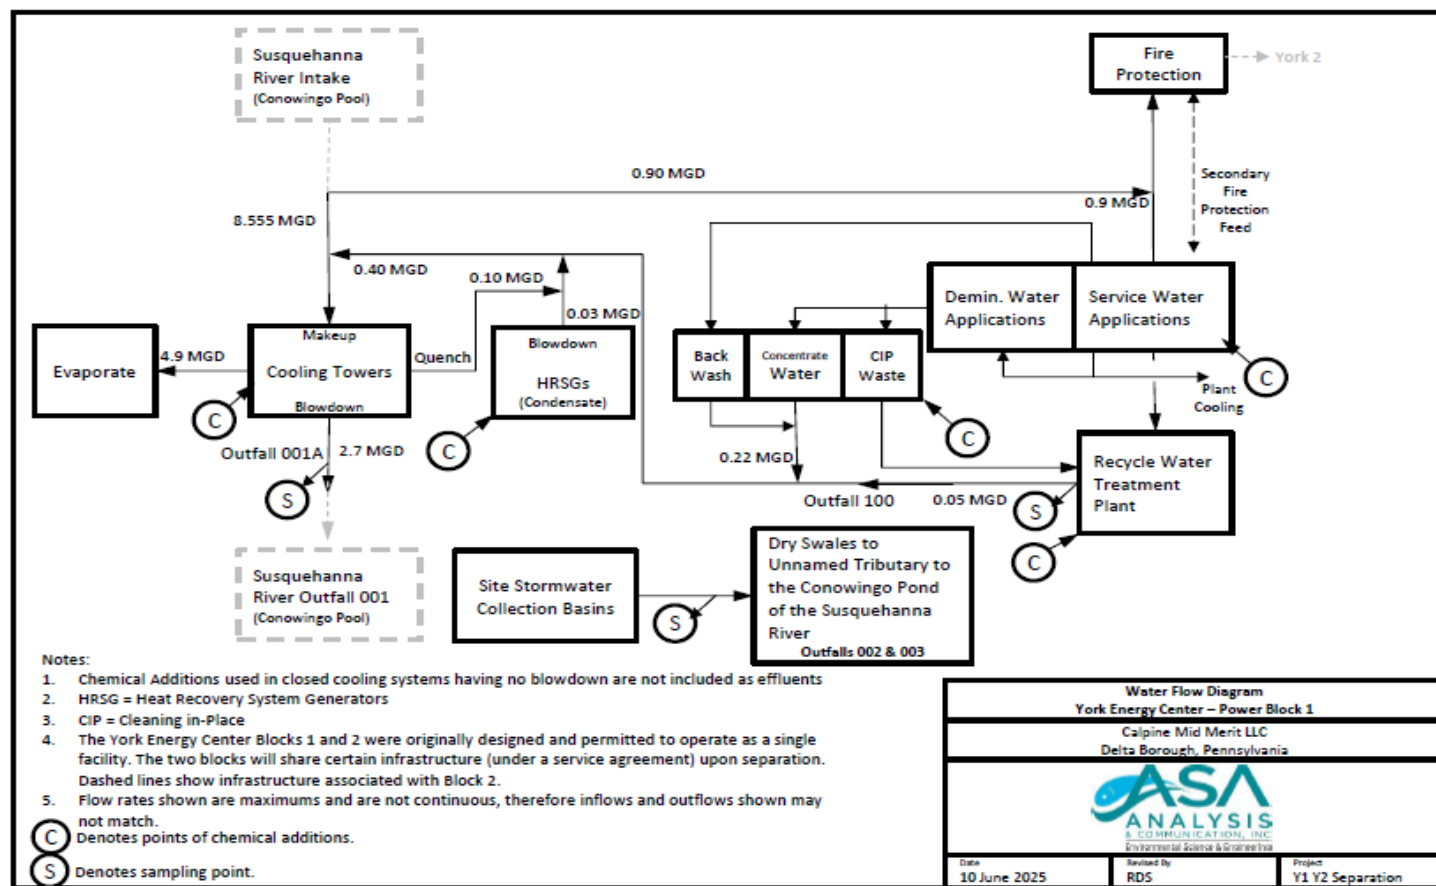 Susquehanna
River Intake
(Conowingo Pool)
Fire
Protection
York 2
0.90 MGD
8.555 MGD
0.9 MGD
Secondary
Fire
Protection
Feed
0.40 MGD
0.10 MGD
0.03 MGD
Demin. Water
Applications
Service Water
Applications
Evaporate
4.9 MGD
Makeup
Cooling Towers
Blowdown
Quench
Blowdown
HRSGs
(Condensate)
Back
Wash
Concentrate
Water
CIP
Waste
Plant
Cooling
C
C
C
C
Outfall 001A
2.7 MGD
S
0.22 MGD
Outfall 100
0.05 MGD
S
Recycle Water
Treatment
Plant
C
Susquehanna
River Outfall 001
(Conowingo Pool)
Site Stormwater
Collection Basins
S
Dry Swales to
Unnamed Tributary to
the Conowingo Pond
of the Susquehanna
River
Outfalls 002 & 003
Notes:
1. Chemical Additions used in closed cooling systems having no blowdown are not included as effluents
2. HRSG = Heat Recovery System Generators
3. CIP = Cleaning in-Place
4. The York Energy Center Blocks 1 and 2 were originally designed and permitted to operate as a single
facility. The two blocks will share certain infrastructure (under a service agreement) upon separation.
Dashed lines show infrastructure associated with Block 2.
5. Flow rates shown are maximums and are not continuous, therefore inflows and outflows shown may
not match.
C Denotes points of chemical additions.
S Denotes sampling point.
Water Flow Diagram
York Energy Center – Power Block 1
Calpine Mid Merit LLC
Delta Borough, Pennsylvania
ASA
ANALYSIS
& COMMUNICATION, INC
Environmental Science & Engineering
Date
10 June 2025
Revised By
RDS
Project
Y1 Y2 Separation